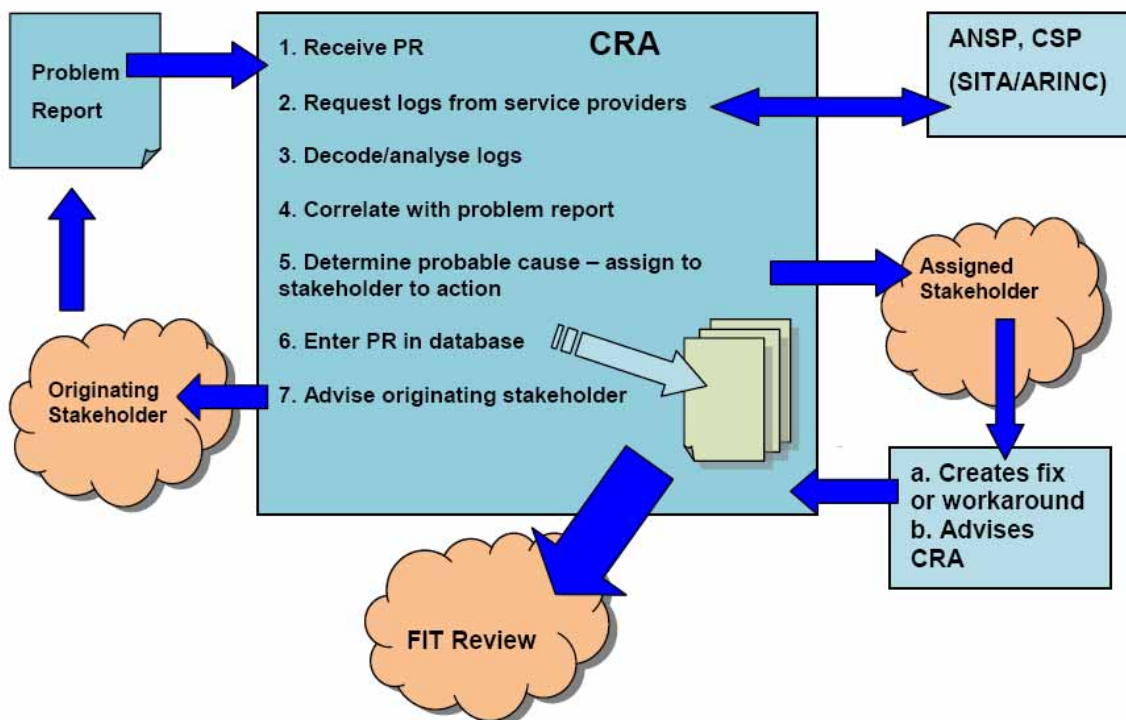 Problem
Report
CRA
1. Receive PR
2. Request logs from service providers
3. Decode/analyse logs
4. Correlate with problem report
5. Determine probable cause – assign to
stakeholder to action
6. Enter PR in database
7. Advise originating stakeholder
ANSP, CSP
(SITA/ARINC)
Assigned
Stakeholder
a. Creates fix
or workaround
b. Advises
CRA
Originating
Stakeholder
FIT Review